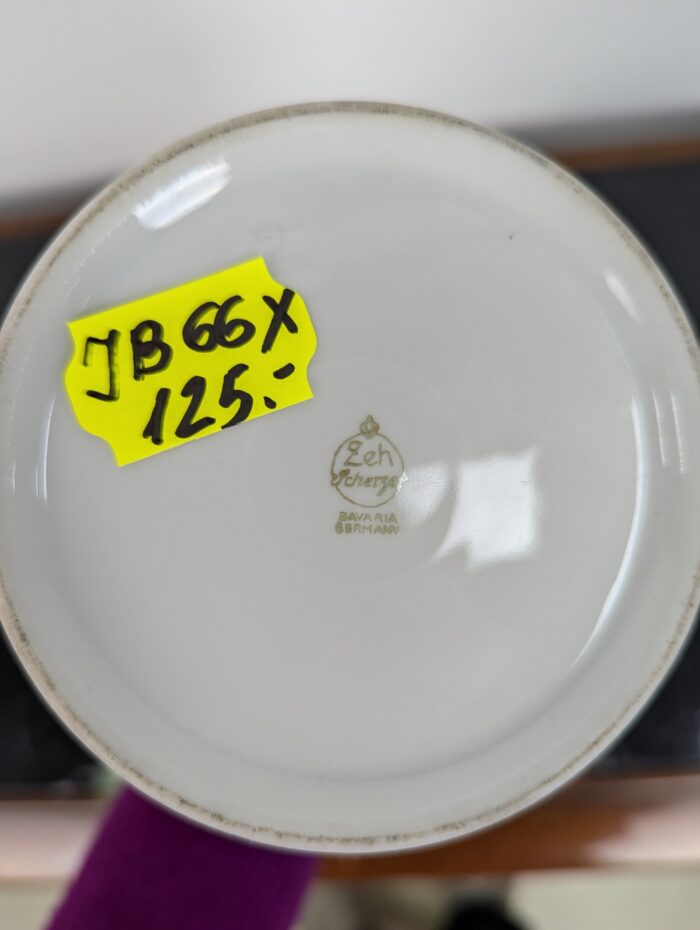 JB 66 X
125.-
Zeh
Scherzer
BAVARIA
GERMANY